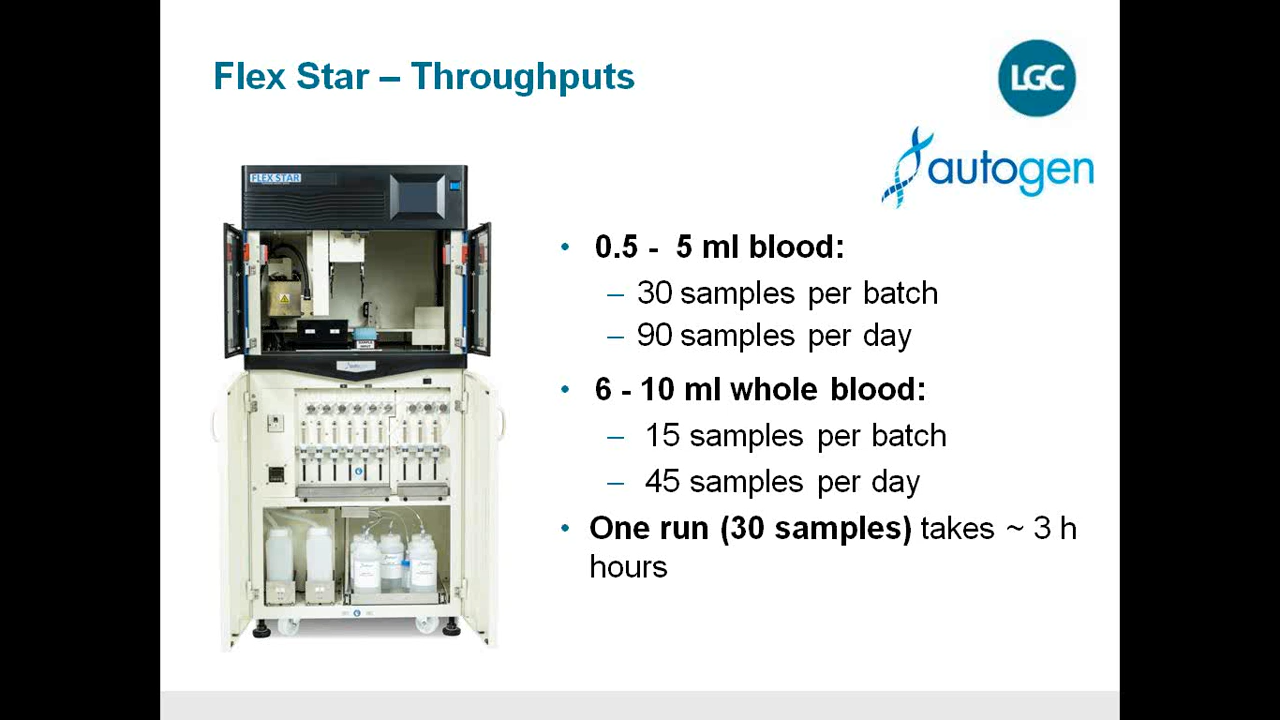 Flex Star – Throughputs
LGC
autogen
FLEX STAR
• 0.5 - 5 ml blood:
– 30 samples per batch
– 90 samples per day
• 6 - 10 ml whole blood:
– 15 samples per batch
– 45 samples per day
• One run (30 samples) takes ~ 3 h
hours